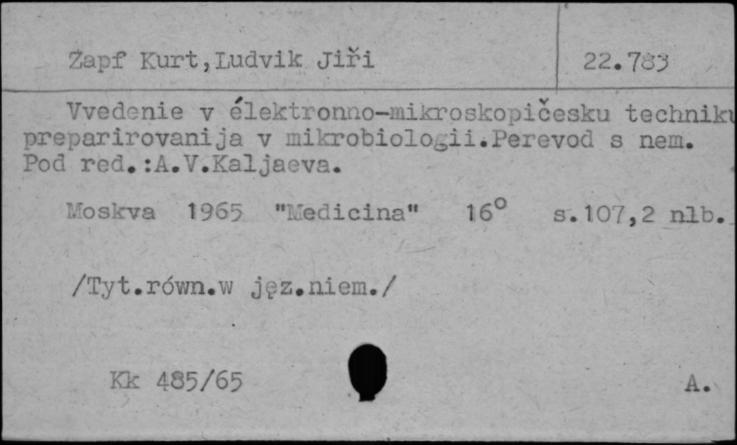 Zapf Kurt,Ludvik Jiři
22.783
Vvedenie v élektronno-mikroskopičesku techniku
preparirovanija v mikrobiologii.Perevod s nem.
Pod red.:A.V.Kaljaeva.
Moskva 1965 "Medicina" 16° s.107,2 nlb.
/Tyt.równ.w jęz.niem./
Kk 485/65
A.